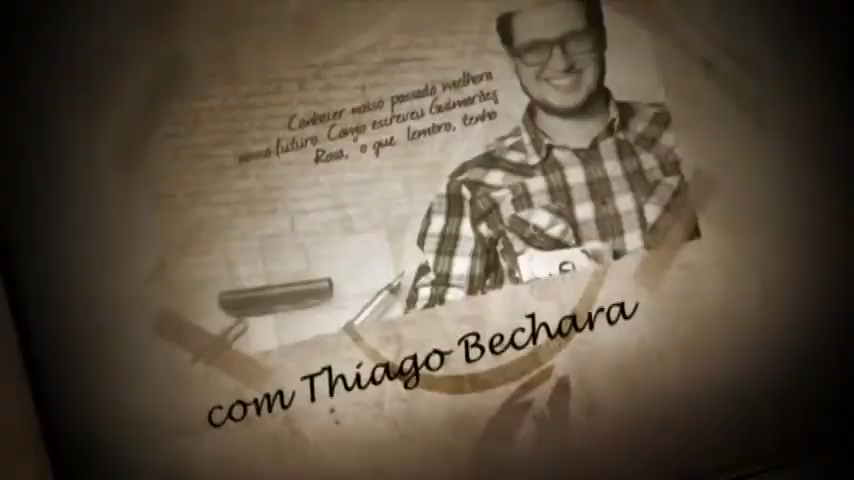 Conhecer nosso passado melhora
nosso futuro. Como escreveu Guimarães
Rosa, "o que lembro, tenho
com Thiago Bechara